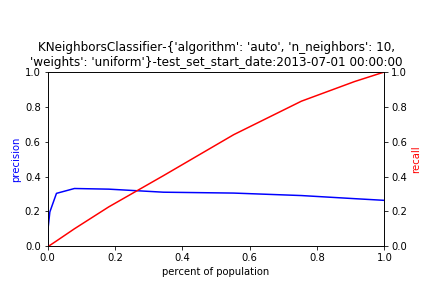 KNeighborsClassifier-{'algorithm': 'auto', 'n_neighbors': 10,
'weights': 'uniform'}-test_set_start_date:2013-07-01 00:00:00
1.0
0.8
0.6
0.4
0.2
0.0
precision
1.0
0.8
0.6
0.4
0.2
0.0
recall
0.0 0.2 0.4 0.6 0.8 1.0
percent of population